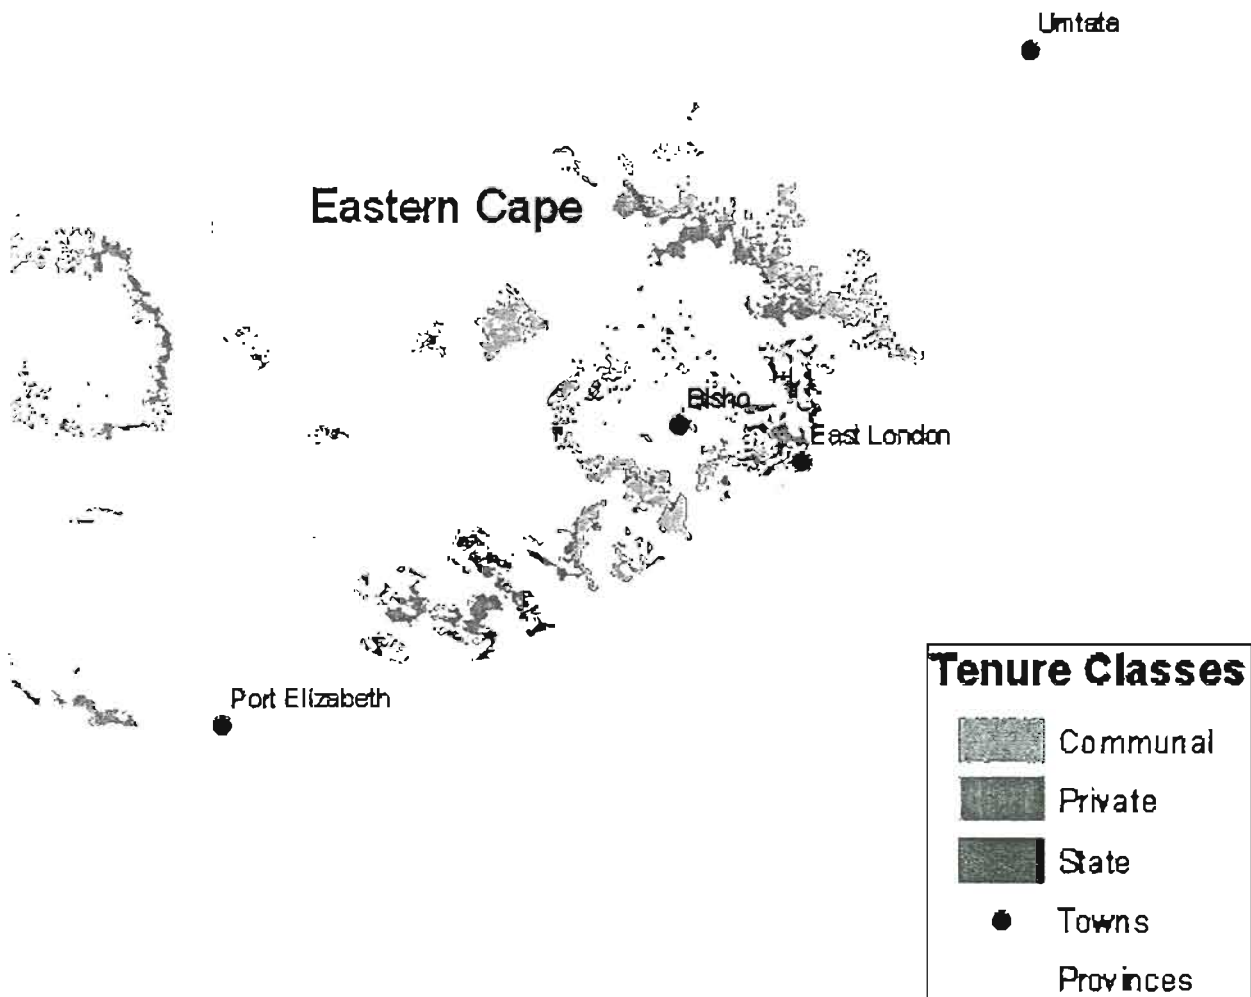 Umtata
Eastern Cape
Bisho
East London
Port Elizabeth
Tenure Classes
Communal
Private
State
Towns
Provinces